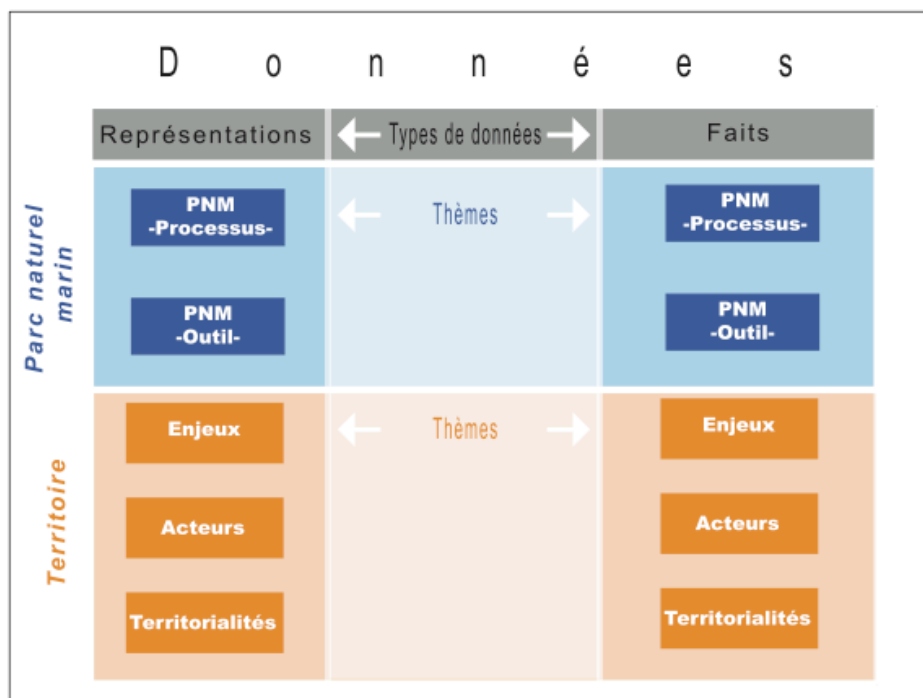 Données
Représentations
Types de données
Faits
Parc naturel
marin
PNM
-Processus-
Thèmes
PNM
-Processus-
PNM
-Outil-
PNM
-Outil-
Territoire
Enjeux
Thèmes
Enjeux
Acteurs
Acteurs
Territorialités
Territorialités